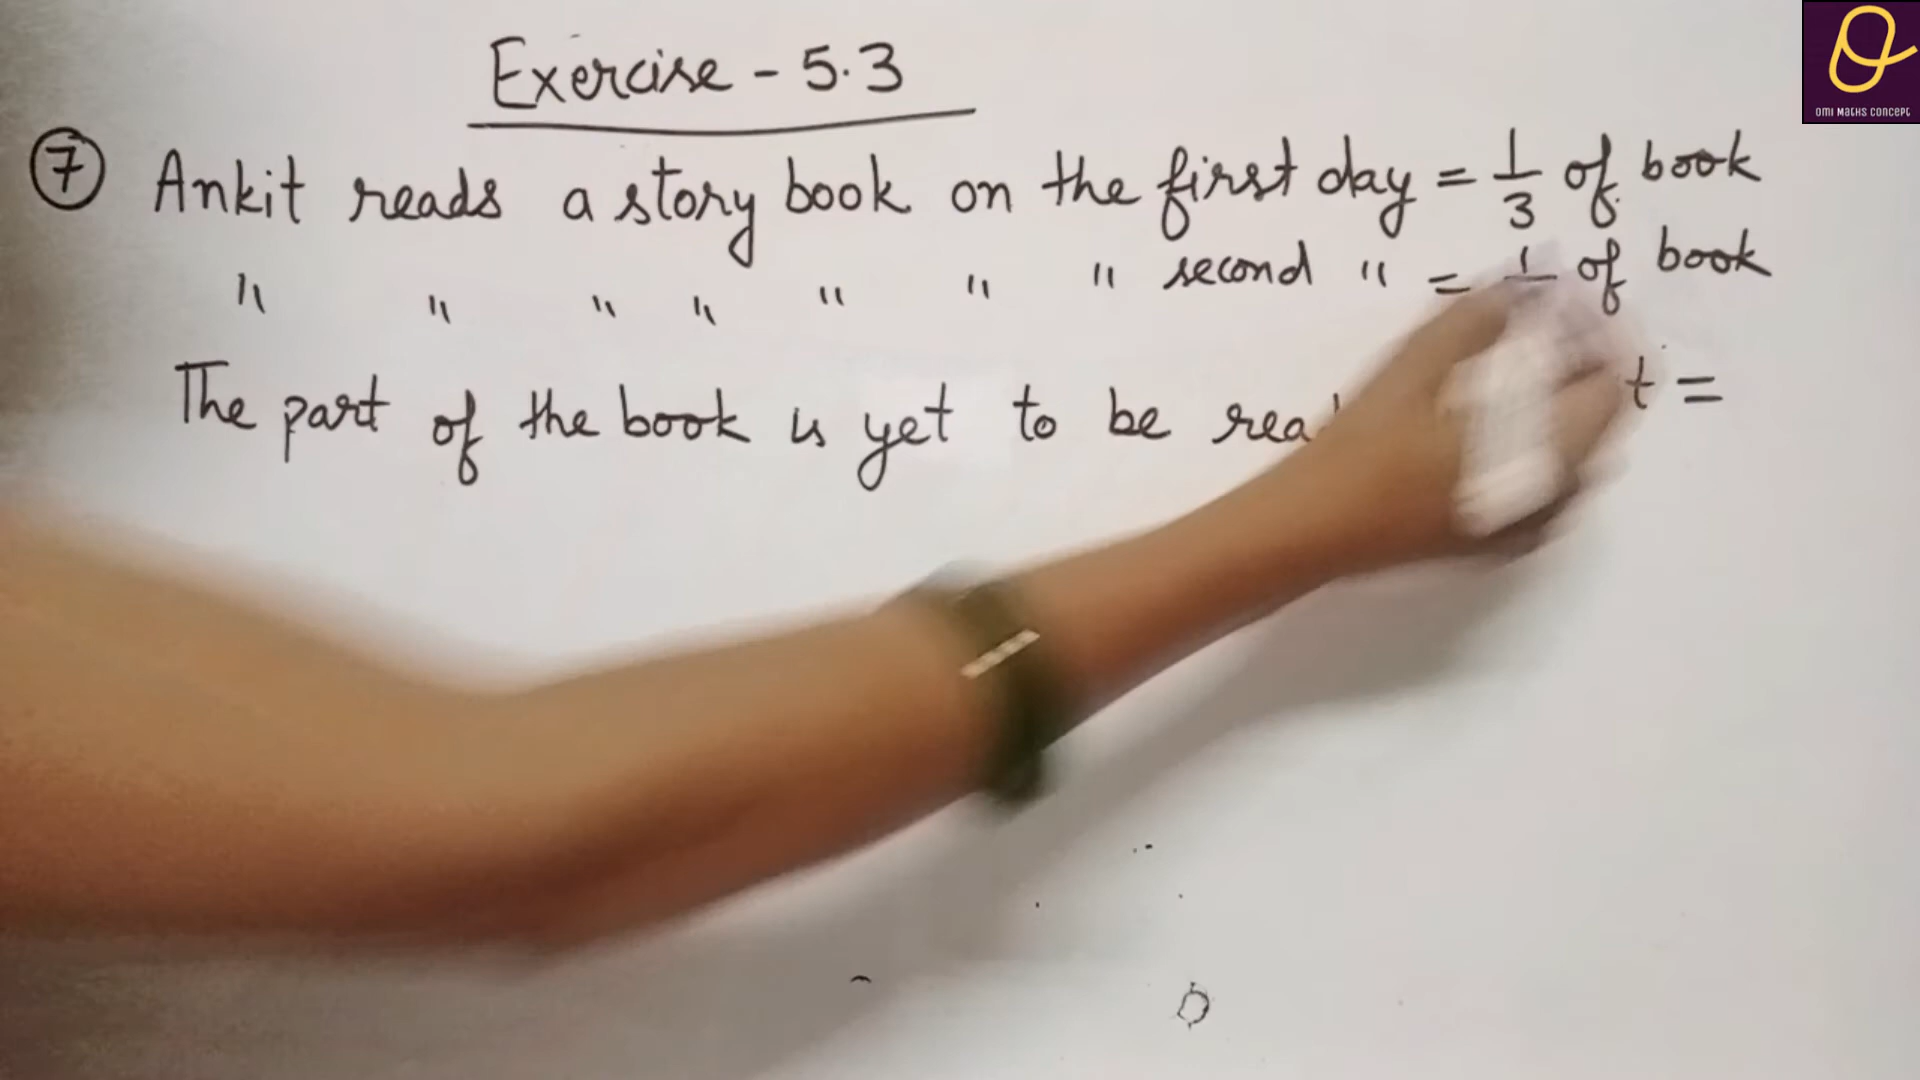 Exercise - 5.3
7 Ankit reads a story book on the first day = 1/3 of book
" " " " " " " second " = 1 of book
The part of the book is yet to be =
OMI MATHS CONCEPT